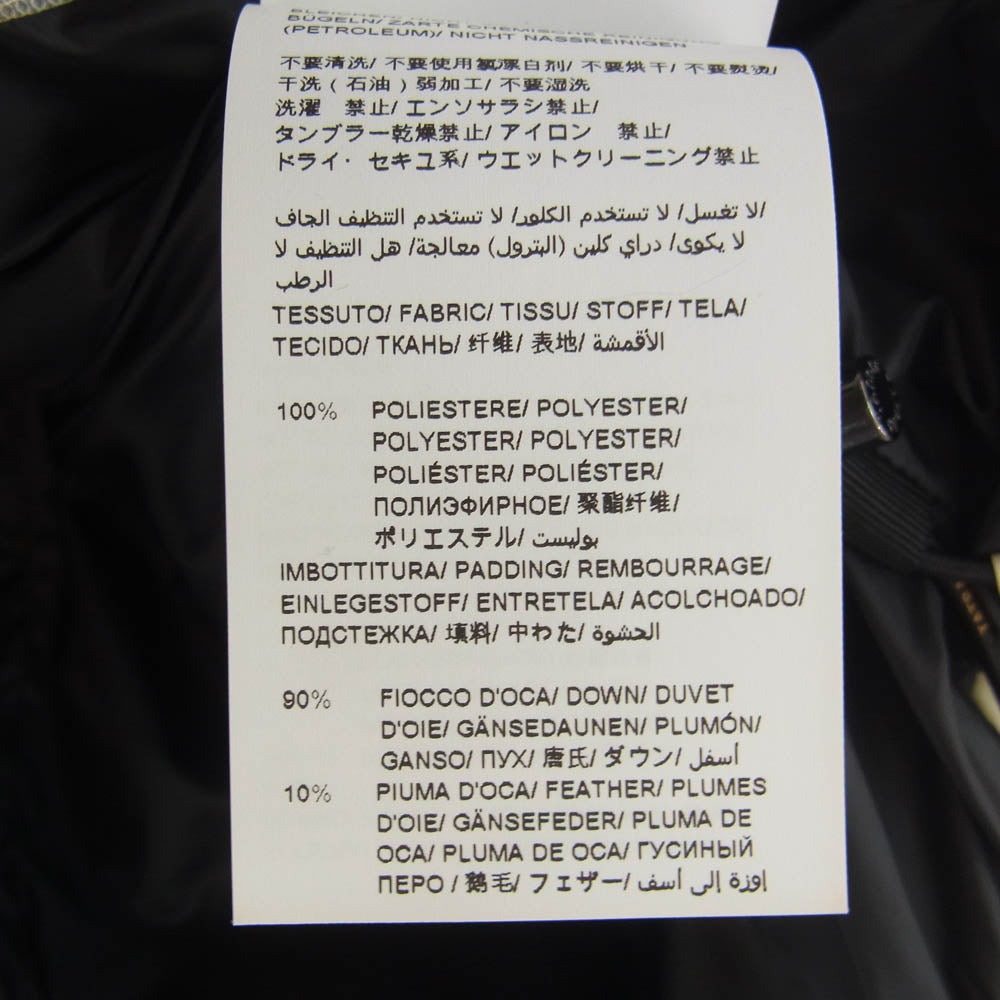 BÜGELN/ ZARTE CHEMISCHE REINIGUNG
(PETROLEUM)/ NICHT NASSREINIGEN
不要清洗/ 不要使用氯漂白剂/ 不要烘干/ 不要熨烫/
干洗 ( 石油 ) 弱加工/ 不要湿洗
洗濯　禁止/ エンソサラシ禁止/
タンブラー乾燥禁止/ アイロン　禁止/
ドライ・ セキユ系/ ウエットクリーニング禁止
لا تغسل/ لا تستخدم الكلور/ لا تستخدم التنظيف الجاف/
لا يكوى/ دراي كلين (البترول) معالجة/ هل التنظيف لا
الرطب
TESSUTO/ FABRIC/ TISSU/ STOFF/ TELA/
TECIDO/ ТКАНЬ/ 纤维/ 表地/ الأقمشة
100% POLIESTERE/ POLYESTER/
POLYESTER/ POLYESTER/
POLIÉSTER/ POLIÉSTER/
ПОЛИЭФИРНОЕ/ 聚酯纤维/
ポリエステル/ بوليست
IMBOTTITURA/ PADDING/ REMBOURRAGE/
EINLEGESTOFF/ ENTRETELA/ ACOLCHOADO/
ПОДСТЕЖКА/ 填料/ 中わた/ الحشوة
90% FIOCCO D'OCA/ DOWN/ DUVET
D'OIE/ GÄNSEDAUNEN/ PLUMÓN/
GANSO/ ПУХ/ 唐氏/ ダウン/ أسفل
10% PIUMA D'OCA/ FEATHER/ PLUMES
D'OIE/ GÄNSEFEDER/ PLUMA DE
OCA/ PLUMA DE OCA/ ГУСИНЫЙ
ПЕРО / 鹅毛/ フェザー/ اوزة إلى أسف